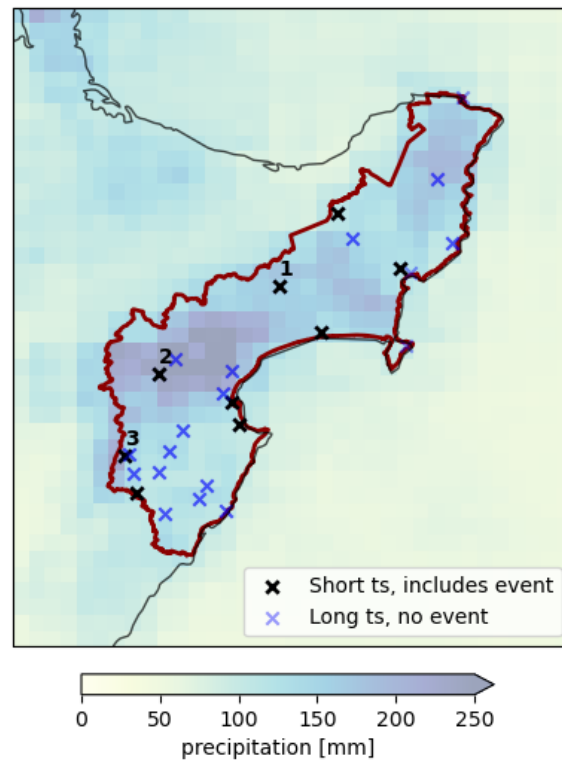 1
2
3
Short ts, includes event
Long ts, no event
0 50 100 150 200 250
precipitation [mm]